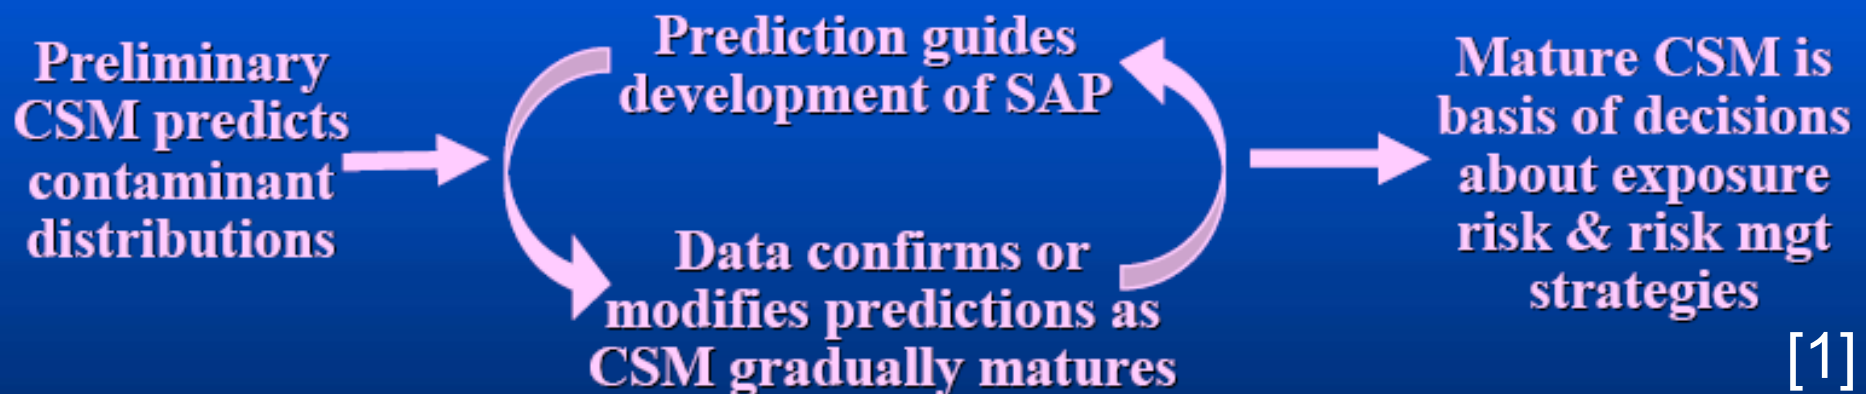 Preliminary
CSM predicts
contaminant
distributions
Prediction guides
development of SAP
Data confirms or
modifies predictions as
CSM gradually matures
Mature CSM is
basis of decisions
about exposure
risk & risk mgt
strategies
[1]